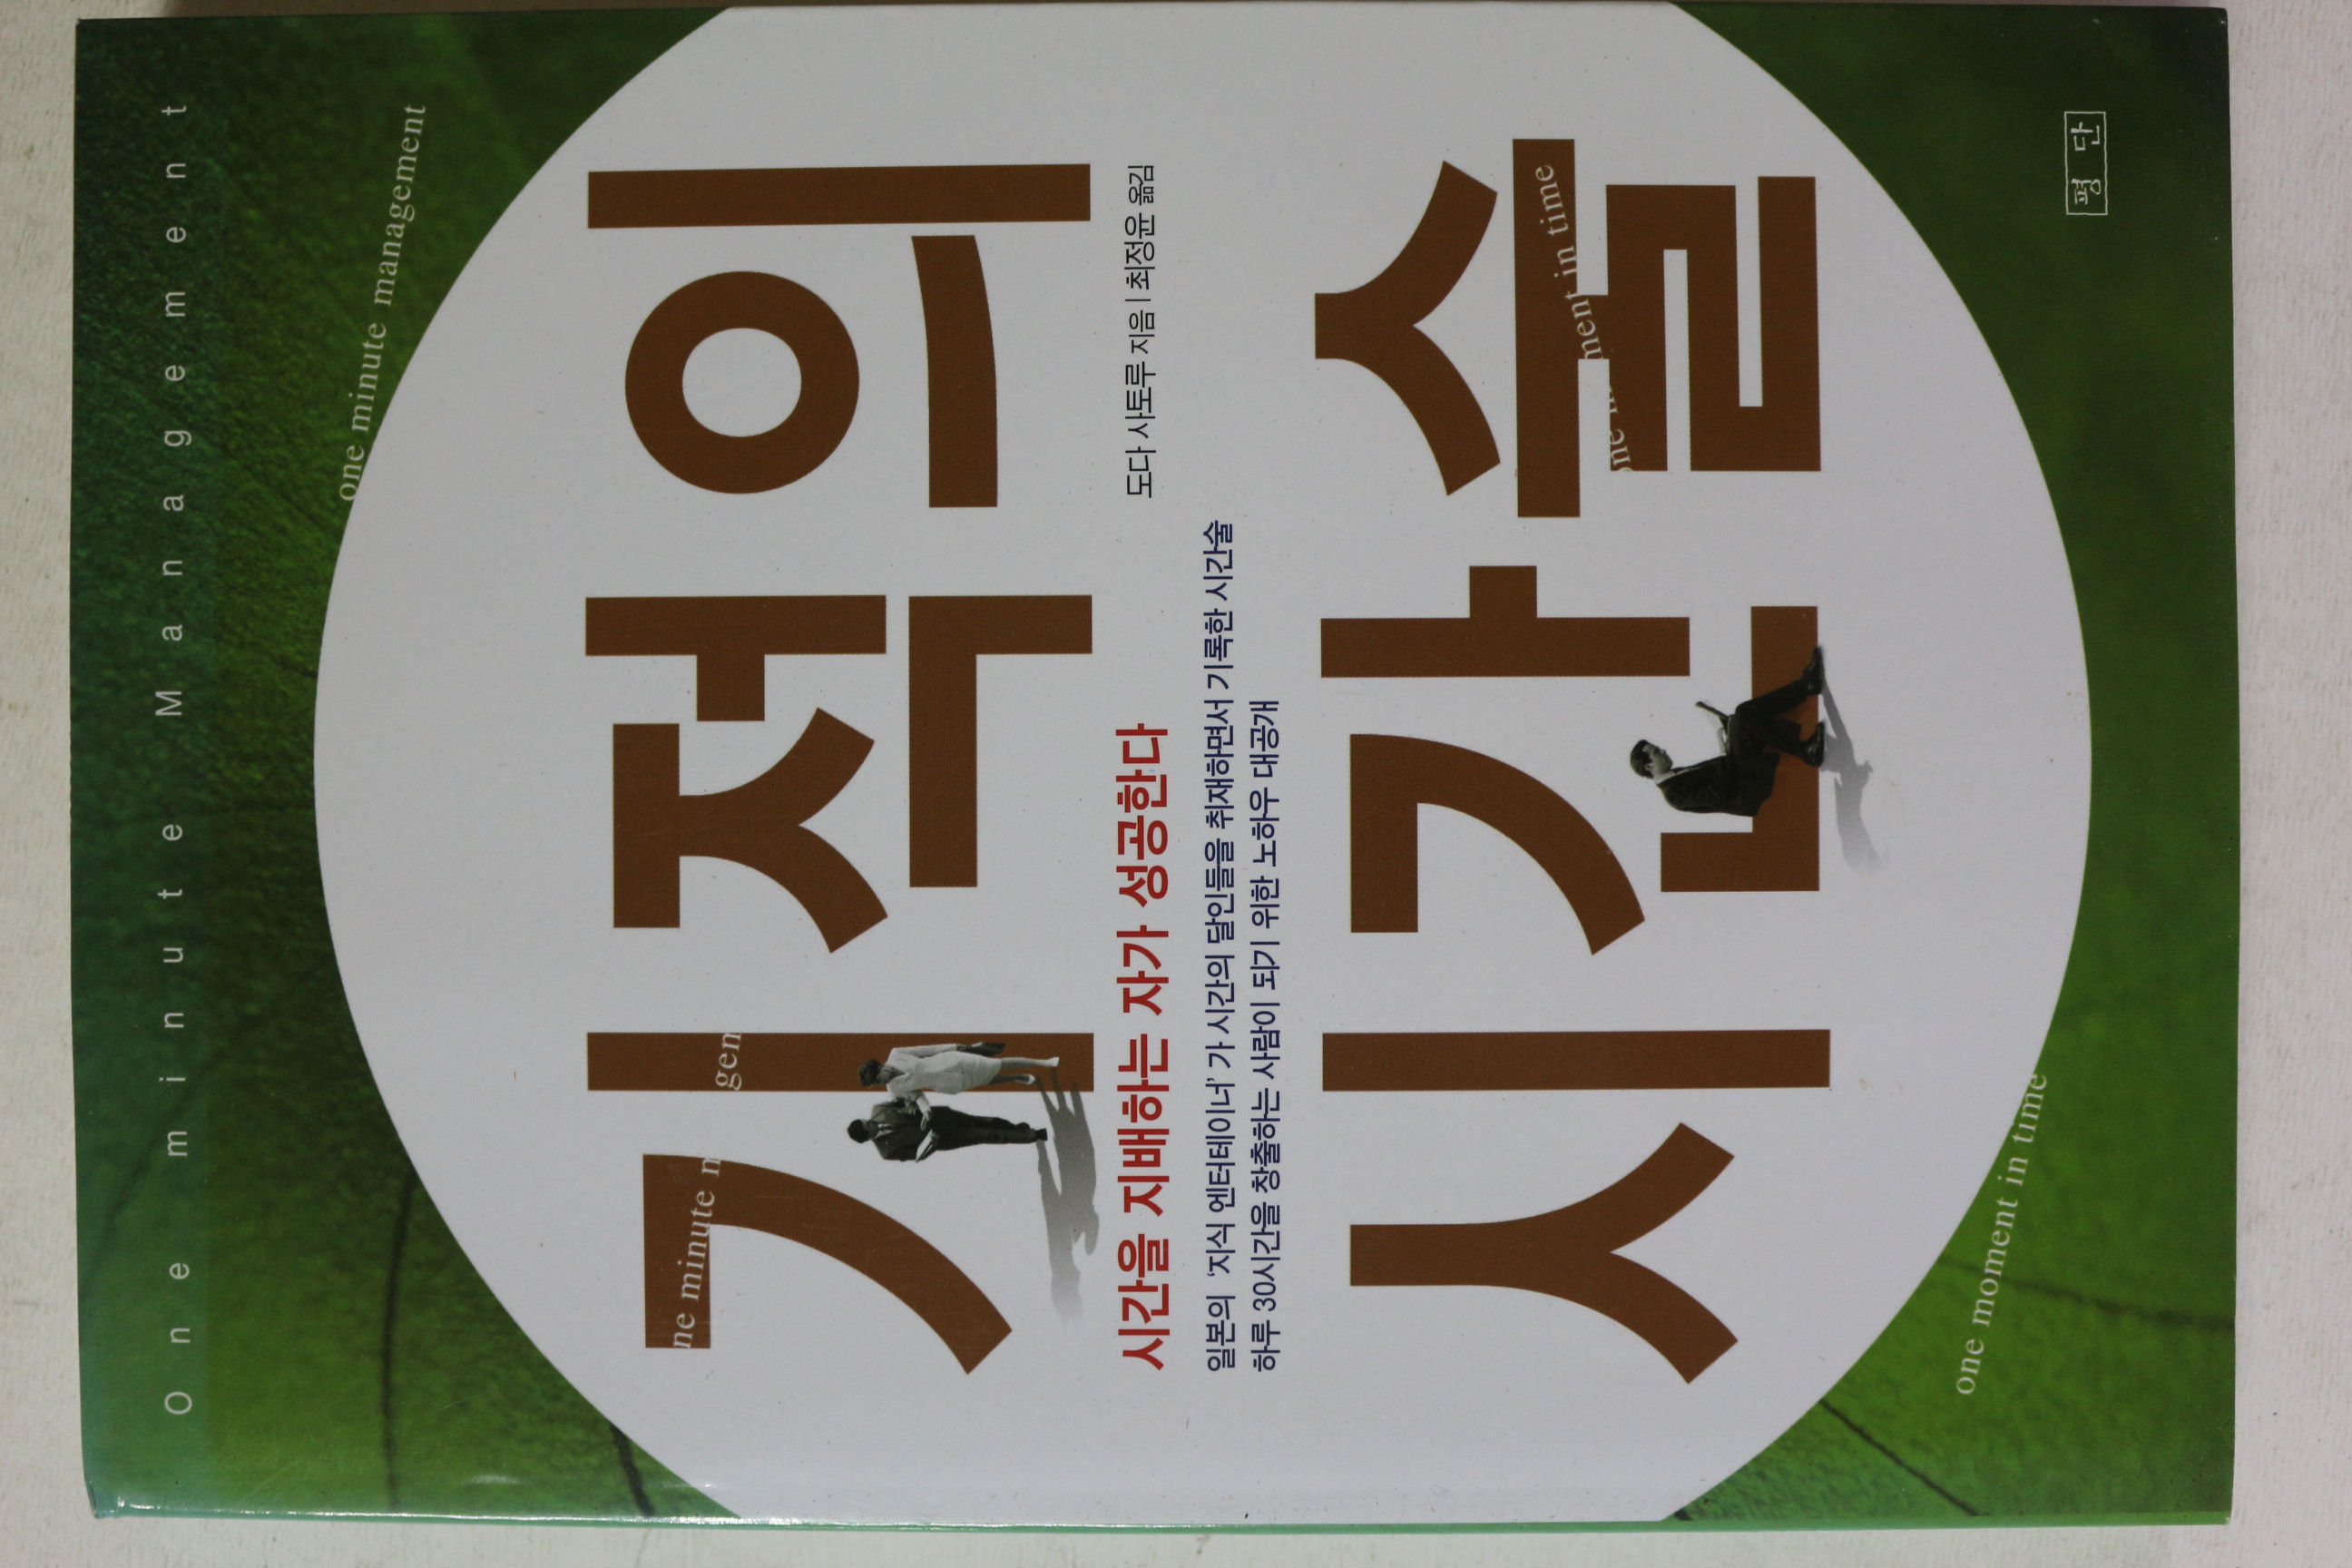 One minute Management
one minute management
기적의
ne minute m
gen
도다 사토루 지음 | 최정윤 옮김
시간을 지배하는 자가 성공한다
일본의 '지식 엔터테이너'가 시간의 달인들을 취재하면서 기록한 시간술
하루 30시간을 창출하는 사람이 되기 위한 노하우 대공개
시간술
ment in time
one moment in time
평단